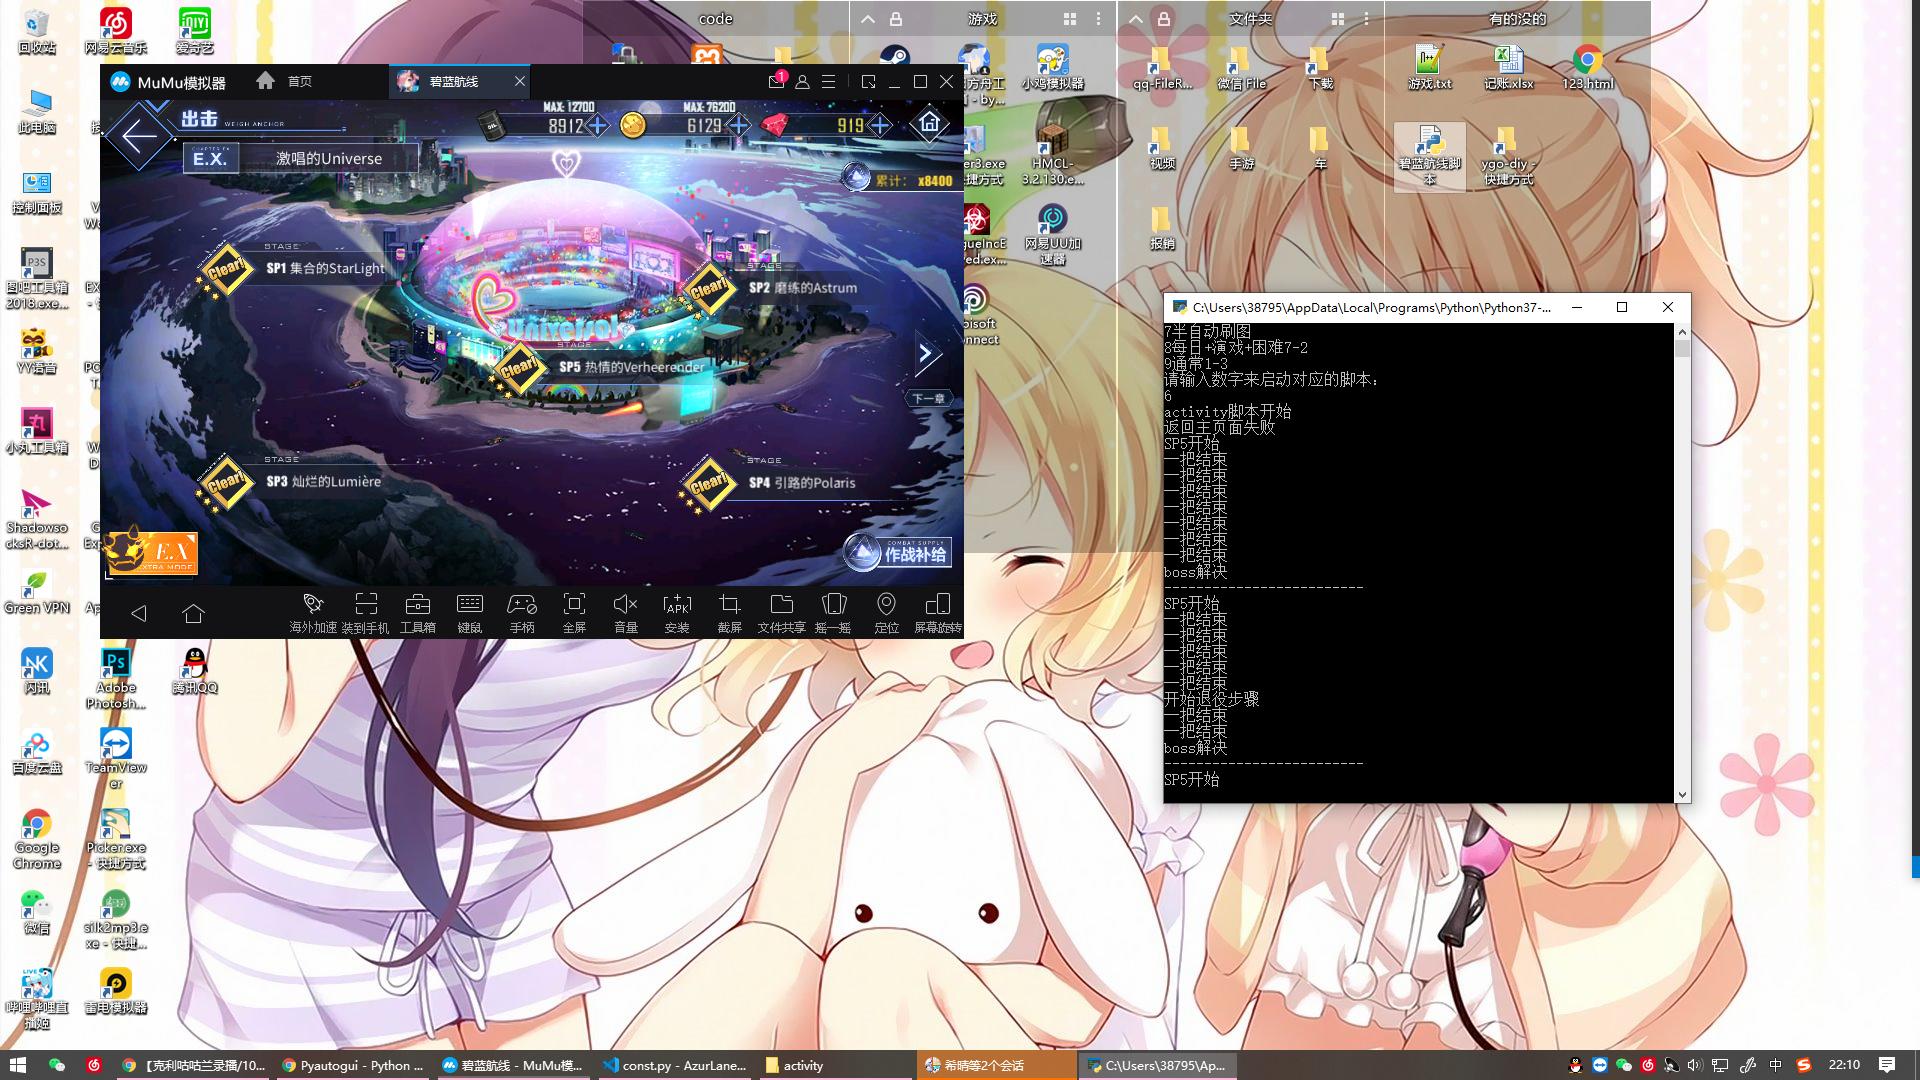 code
游戏
文件夹
有的没的
回收站
网易云音乐
爱奇艺
此电脑
控制面板
图吧工具箱
2018.exe...
YY语音
小丸工具箱
Shadowso
cksR-dot...
Green VPN
闪讯
Adobe
Photosh...
腾讯QQ
百度云盘
TeamView
er
Google
Chrome
Picker.exe
- 快捷方式
微信
silk2mp3.e
xe - 快捷...
哔哩哔哩直
播姬
雷电模拟器
小鸡模拟器
HMCL-
3.2.130.e...
网易UU加
速器
qq-FileR...
微信 File
下载
视频
手游
车
报销
游戏.txt
记账.xlsx
123.html
碧蓝航线脚
本
ygo-diy -
快捷方式
MuMu模拟器
首页
碧蓝航线
1
出击
WEIGH ANCHOR
E.X.
激唱的Universe
MAX: 12700
8912
MAX: 76200
6129
919
累计: x8400
STAGE
Clear!
SP1 集合的StarLight
STAGE
Clear!
SP2 磨练的Astrum
STAGE
Clear!
SP5 热情的Verheerender
下一章
STAGE
Clear!
SP3 灿烂的Lumière
STAGE
Clear!
SP4 引路的Polaris
E.X
EXTRA MODE
COMBAT SUPPLY
作战补给
海外加速
装到手机
工具箱
键鼠
手柄
全屏
音量
安装
截屏
文件共享
摇一摇
定位
屏幕旋转
C:\Users\38795\AppData\Local\Programs\Python\Python37-...
7半自动刷图
8每日+演戏+困难7-2
9通常1-3
请输入数字来启动对应的脚本:
6
activity脚本开始
返回主页面失败
SP5开始
一把结束
一把结束
一把结束
一把结束
一把结束
一把结束
一把结束
boss解决
-------------------------
SP5开始
一把结束
一把结束
一把结束
一把结束
一把结束
开始退役步骤
一把结束
一把结束
boss解决
-------------------------
SP5开始
【克利咕咕兰录播/10...
Pyautogui - Python ...
碧蓝航线 - MuMu模...
const.py - AzurLane...
activity
希晴等2个会话
C:\Users\38795\Ap...
中
22:10